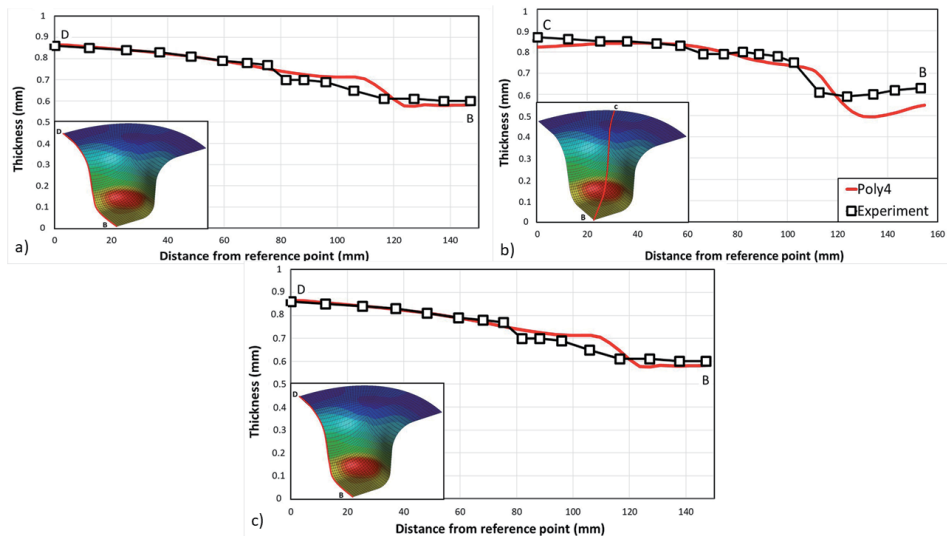 1
0.9
0.8
0.7
0.6
0.5
0.4
0.3
0.2
0.1
0
Thickness (mm)
D
B
D
B
0 20 40 60 80 100 120 140
a)
Distance from reference point (mm)
1
0.9
0.8
0.7
0.6
0.5
0.4
0.3
0.2
0.1
0
Thickness (mm)
C
B
C
B
Poly4
Experiment
0 20 40 60 80 100 120 140 160
b)
Distance from reference point (mm)
1
0.9
0.8
0.7
0.6
0.5
0.4
0.3
0.2
0.1
0
Thickness (mm)
D
B
D
B
0 20 40 60 80 100 120 140
c)
Distance from reference point (mm)